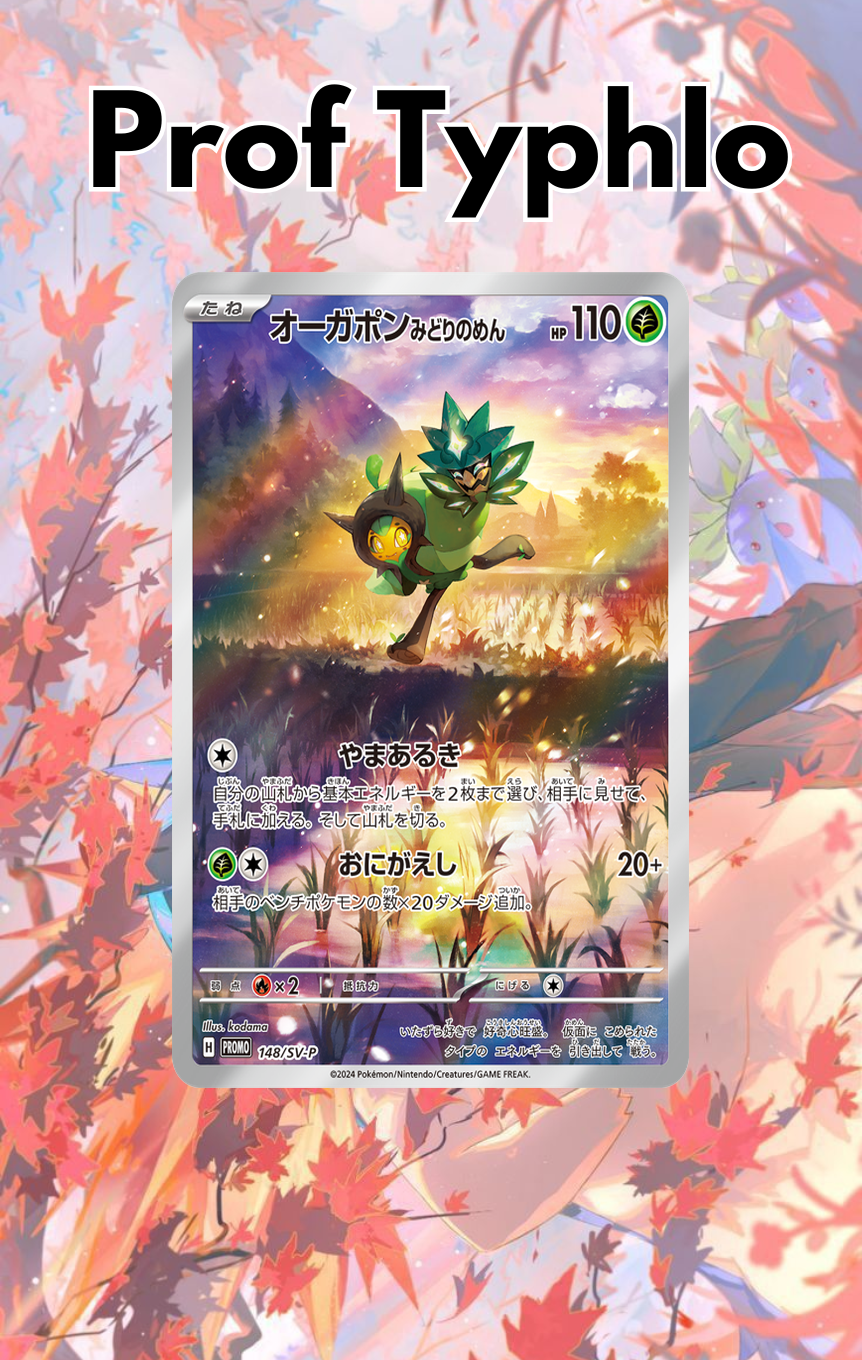 Prof Typhlo
たね
オーガポン みどりのめん
HP 110
やまあるき
自分の山札から基本エネルギーを2枚まで選び、相手に見せて、
手札に加える。そして山札を切る。
おにがえし 20+
相手のベンチポケモンの数×20ダメージ追加。
弱点 ×2 抵抗力 にげる
Illus. kodama
いたずら好きで 好奇心旺盛。 仮面に こめられた
タイプの エネルギーを 引き出して 戦う。
H PROMO 148/SV-P
©2024 Pokémon/Nintendo/Creatures/GAME FREAK.